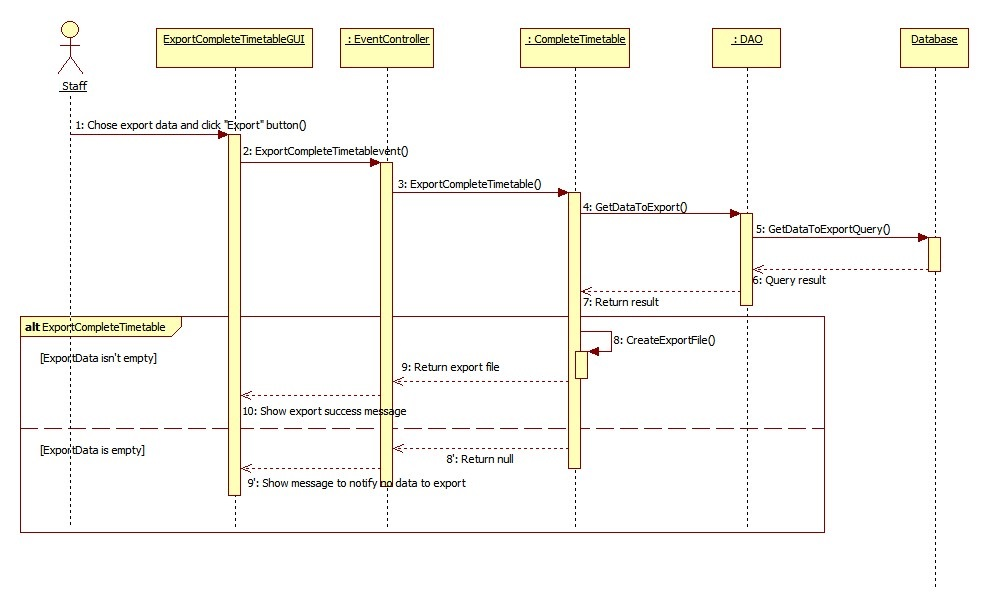 ExportCompleteTimetableGUI
: EventController
: CompleteTimetable
: DAO
Database
Staff
1: Chose export data and click "Export" button()
2: ExportCompleteTimetablevent()
3: ExportCompleteTimetable()
4: GetDataToExport()
5: GetDataToExportQuery()
6: Query result
7: Return result
alt ExportCompleteTimetable
8: CreateExportFile()
[ExportData isn't empty]
9: Return export file
10: Show export success message
[ExportData is empty]
8': Return null
9': Show message to notify no data to export